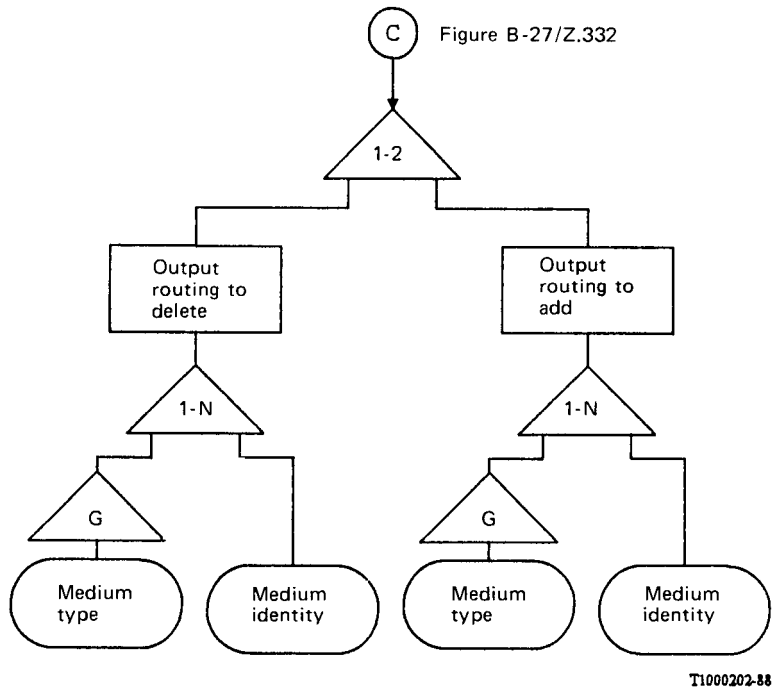 C Figure B-27/Z.332
1-2
Output
routing to
delete
Output
routing to
add
1-N
1-N
G
G
Medium
type
Medium
identity
Medium
type
Medium
identity
T1000202-88